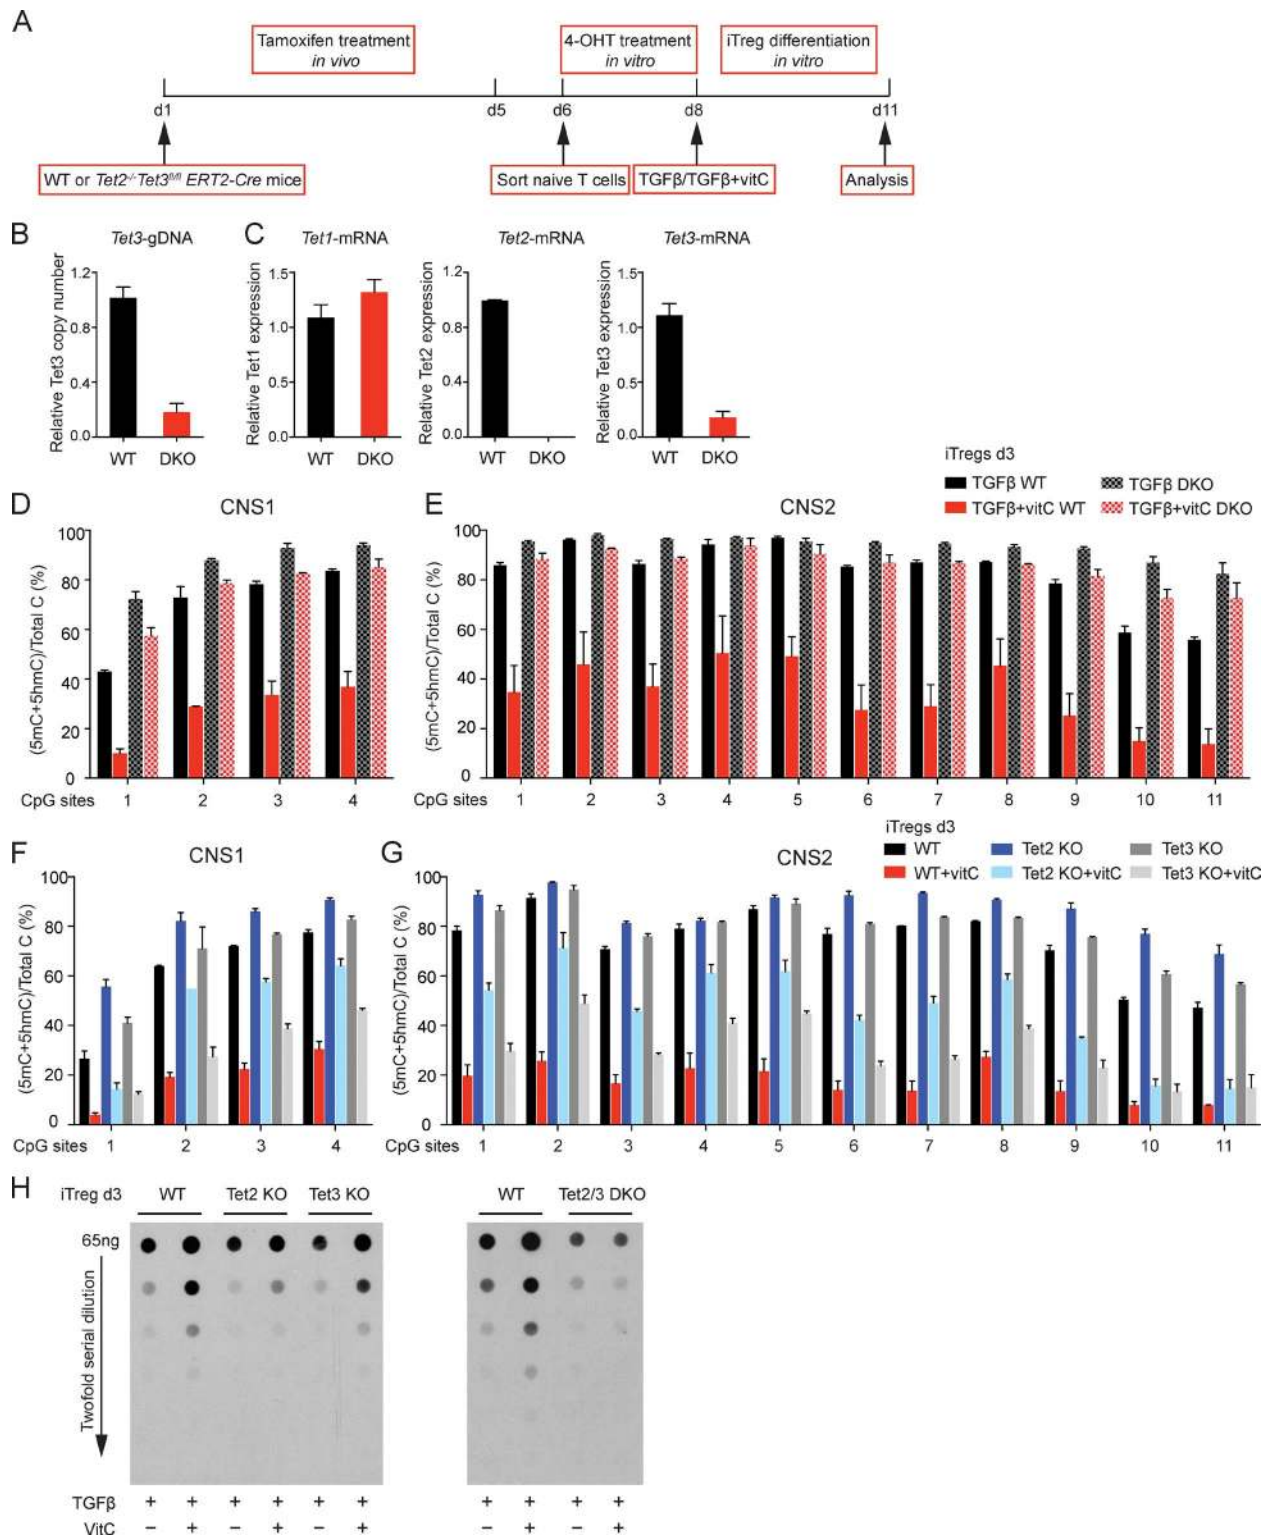 A
Tamoxifen treatment
in vivo
4-OHT treatment
in vitro
iTreg differentiation
in vitro
d1
d5
d6
d8
d11
WT or Tet2-/-Tet3fl/fl ERT2-Cre mice
Sort naive T cells
TGFβ/TGFβ+vitC
Analysis
B
Tet3-gDNA
Relative Tet3 copy number
1.2
0.8
0.4
0.0
WT
DKO
C
Tet1-mRNA
Relative Tet1 expression
1.5
1.0
0.5
0.0
WT
DKO
Tet2-mRNA
Relative Tet2 expression
1.2
0.8
0.4
0.0
WT
DKO
Tet3-mRNA
Relative Tet3 expression
1.5
1.0
0.5
0.0
WT
DKO
iTregs d3
TGFβ WT
TGFβ DKO
TGFβ+vitC WT
TGFβ+vitC DKO
D
CNS1
(5mC+5hmC)/Total C (%)
100
80
60
40
20
0
CpG sites 1 2 3 4
E
CNS2
(5mC+5hmC)/Total C (%)
100
80
60
40
20
0
CpG sites 1 2 3 4 5 6 7 8 9 10 11
iTregs d3
WT
Tet2 KO
Tet3 KO
WT+vitC
Tet2 KO+vitC
Tet3 KO+vitC
F
CNS1
(5mC+5hmC)/Total C (%)
100
80
60
40
20
0
CpG sites 1 2 3 4
G
CNS2
(5mC+5hmC)/Total C (%)
100
80
60
40
20
0
CpG sites 1 2 3 4 5 6 7 8 9 10 11
H
iTreg d3 WT Tet2 KO Tet3 KO WT Tet2/3 DKO
65ng
Twofold serial dilution
TGFβ + + + + + + + + + +
VitC − + − + − + − + − +